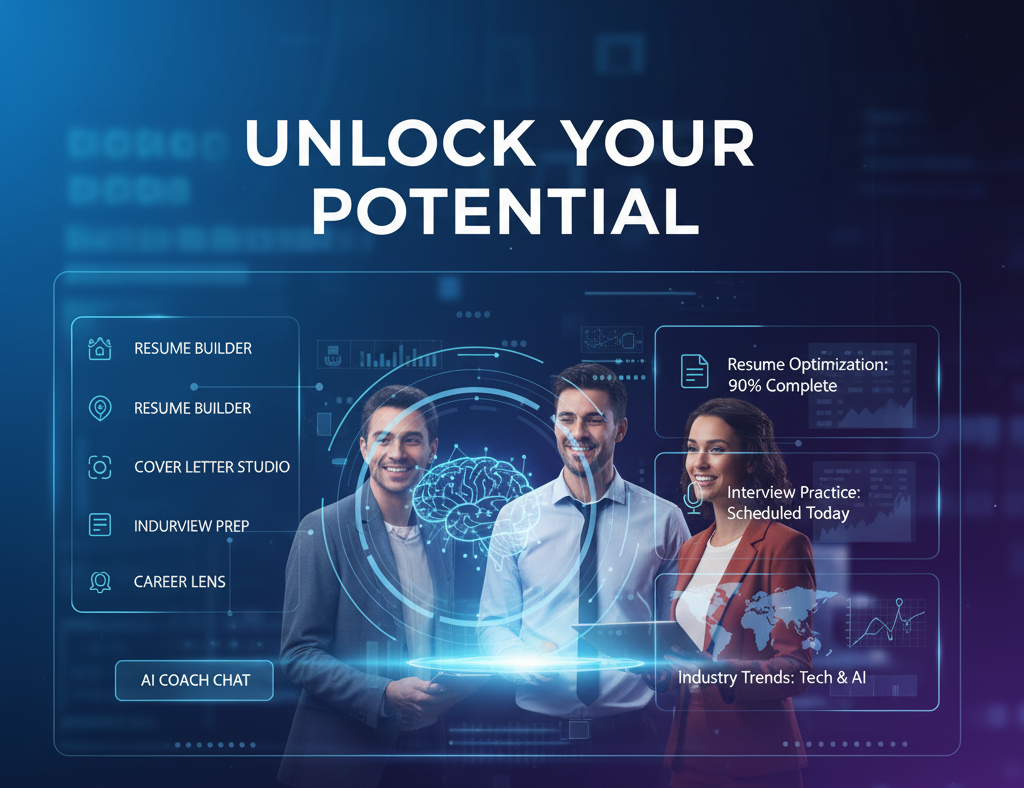 UNLOCK YOUR
POTENTIAL
RESUME BUILDER
RESUME BUILDER
COVER LETTER STUDIO
INDURVIEW PREP
CAREER LENS
AI COACH CHAT
Resume Optimization:
90% Complete
Interview Practice:
Scheduled Today
Industry Trends: Tech & AI